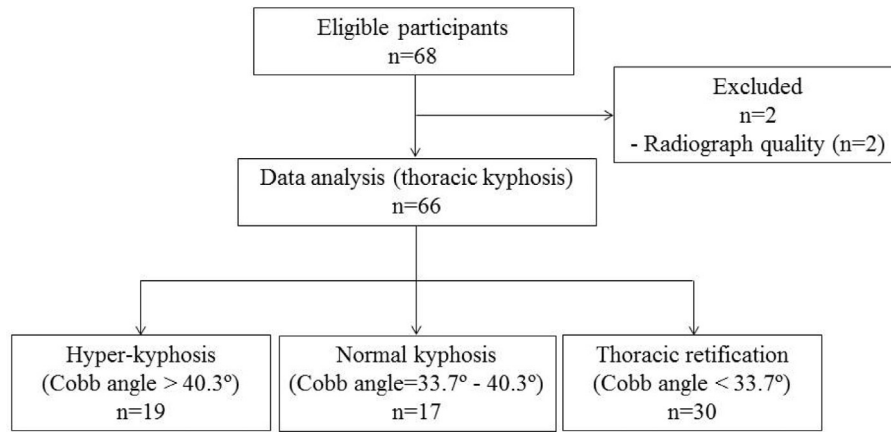 Eligible participants
n=68
Excluded
n=2
- Radiograph quality (n=2)
Data analysis (thoracic kyphosis)
n=66
Hyper-kyphosis
(Cobb angle > 40.3º)
n=19
Normal kyphosis
(Cobb angle=33.7º - 40.3º)
n=17
Thoracic retification
(Cobb angle < 33.7º)
n=30